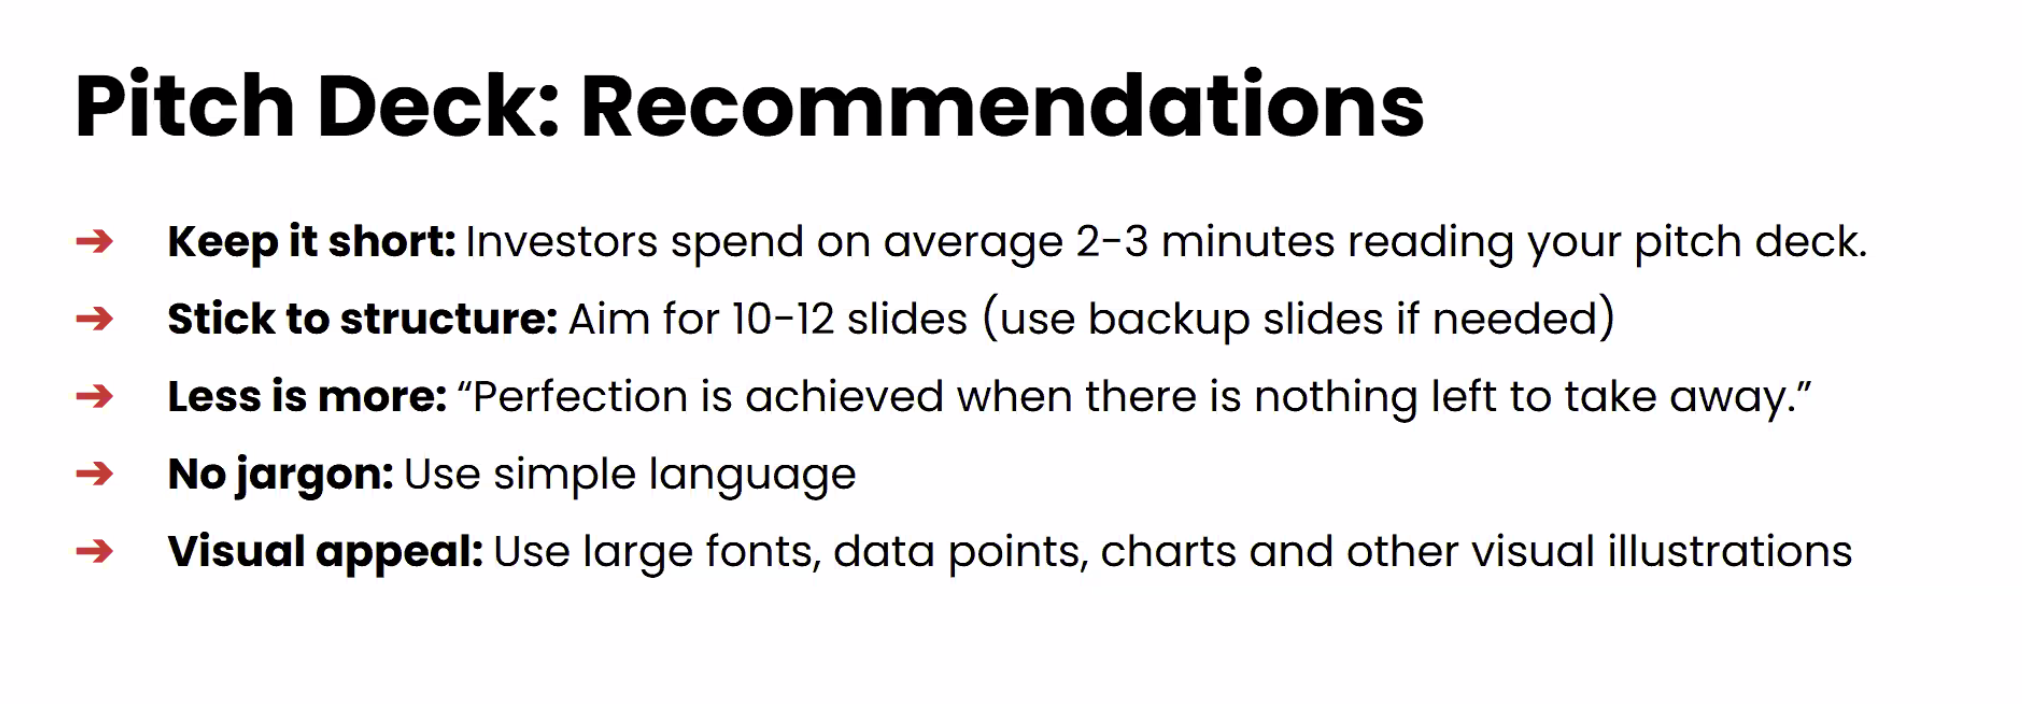 Pitch Deck: Recommendations
➔ Keep it short: Investors spend on average 2-3 minutes reading your pitch deck.
➔ Stick to structure: Aim for 10-12 slides (use backup slides if needed)
➔ Less is more: “Perfection is achieved when there is nothing left to take away.”
➔ No jargon: Use simple language
➔ Visual appeal: Use large fonts, data points, charts and other visual illustrations